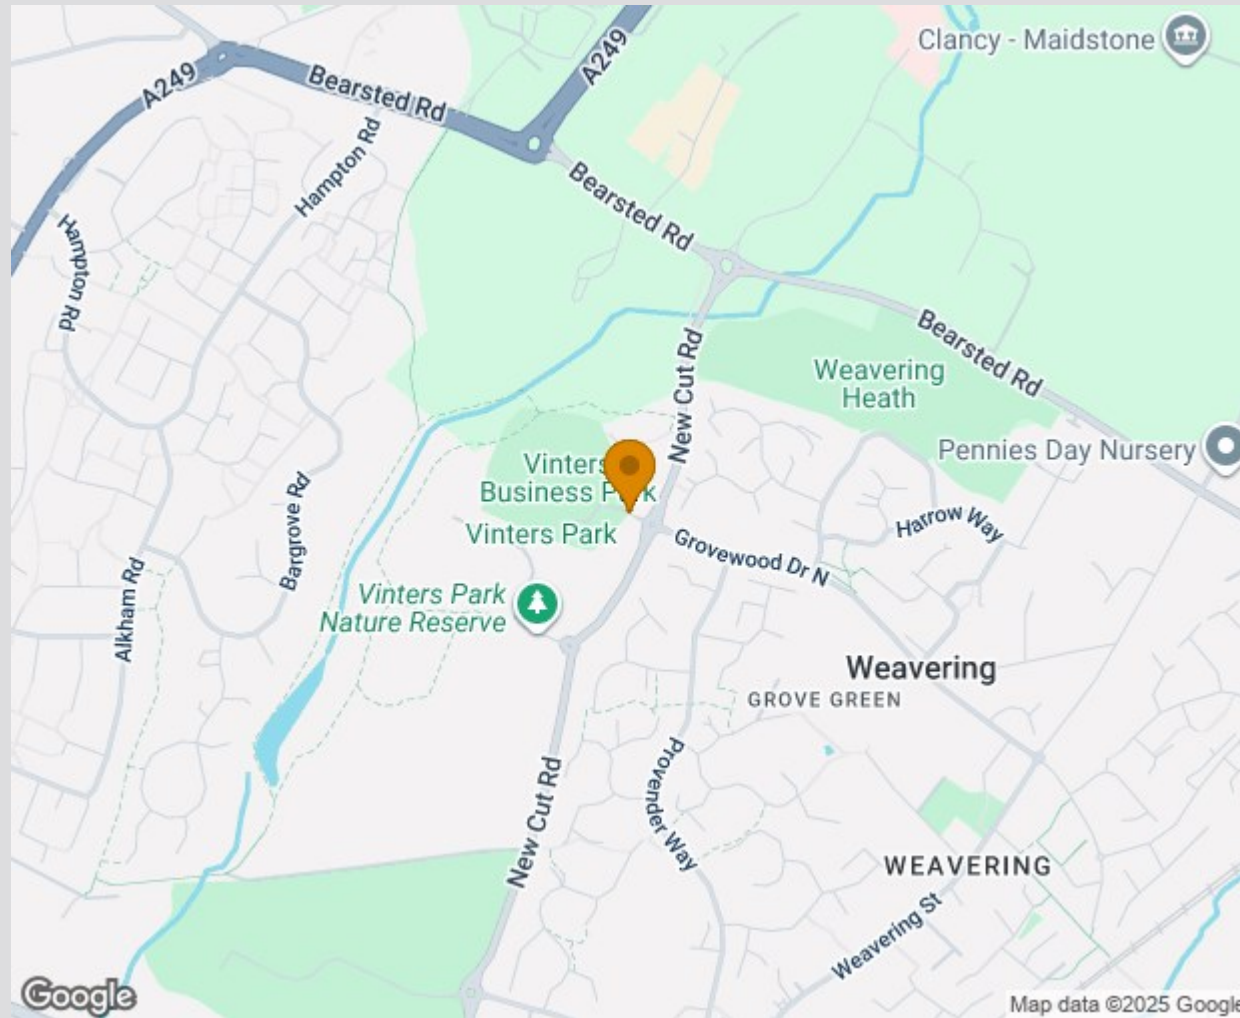 Clancy - Maidstone
A249
A249
Bearsted Rd
Hampton Rd
Bearsted Rd
Hampton Rd
Bearsted Rd
New Cut Rd
Weavering
Heath
Pennies Day Nursery
Vinters
Business Park
Vinters Park
Harrow Way
Grovewood Dr N
Bargrove Rd
Alkham Rd
Vinters Park
Nature Reserve
Weavering
GROVE GREEN
Provender Way
New Cut Rd
WEAVERING
Weavering St
Google
Map data ©2025 Google